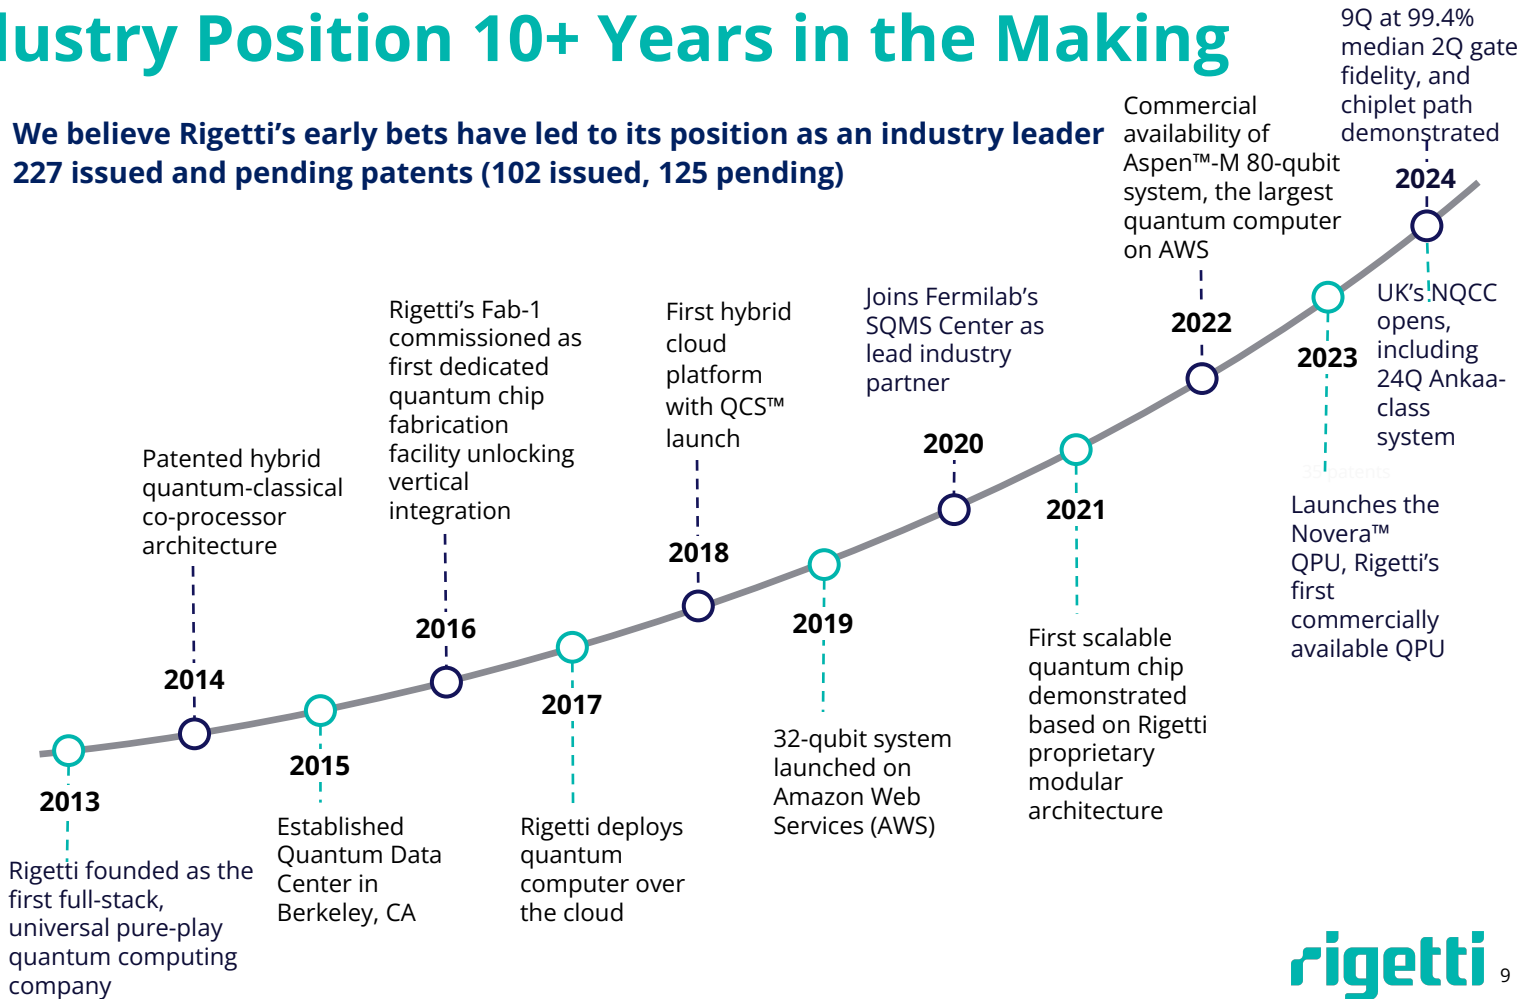 lustry Position 10+ Years in the Making
We believe Rigetti’s early bets have led to its position as an industry leader
227 issued and pending patents (102 issued, 125 pending)
2013
Rigetti founded as the
first full-stack,
universal pure-play
quantum computing
company
Patented hybrid
quantum-classical
co-processor
architecture
2014
2015
Established
Quantum Data
Center in
Berkeley, CA
Rigetti’s Fab-1
commissioned as
first dedicated
quantum chip
fabrication
facility unlocking
vertical
integration
2016
2017
Rigetti deploys
quantum
computer over
the cloud
First hybrid
cloud
platform
with QCS™
launch
2018
2019
32-qubit system
launched on
Amazon Web
Services (AWS)
Joins Fermilab’s
SQMS Center as
lead industry
partner
2020
2021
First scalable
quantum chip
demonstrated
based on Rigetti
proprietary
modular
architecture
Commercial
availability of
Aspen™-M 80-qubit
system, the largest
quantum computer
on AWS
2022
2023
35 patents
Launches the
Novera™
QPU, Rigetti’s
first
commercially
available QPU
9Q at 99.4%
median 2Q gate
fidelity, and
chiplet path
demonstrated
2024
UK’s NQCC
opens,
including
24Q Ankaa-
class
system
rigetti
9